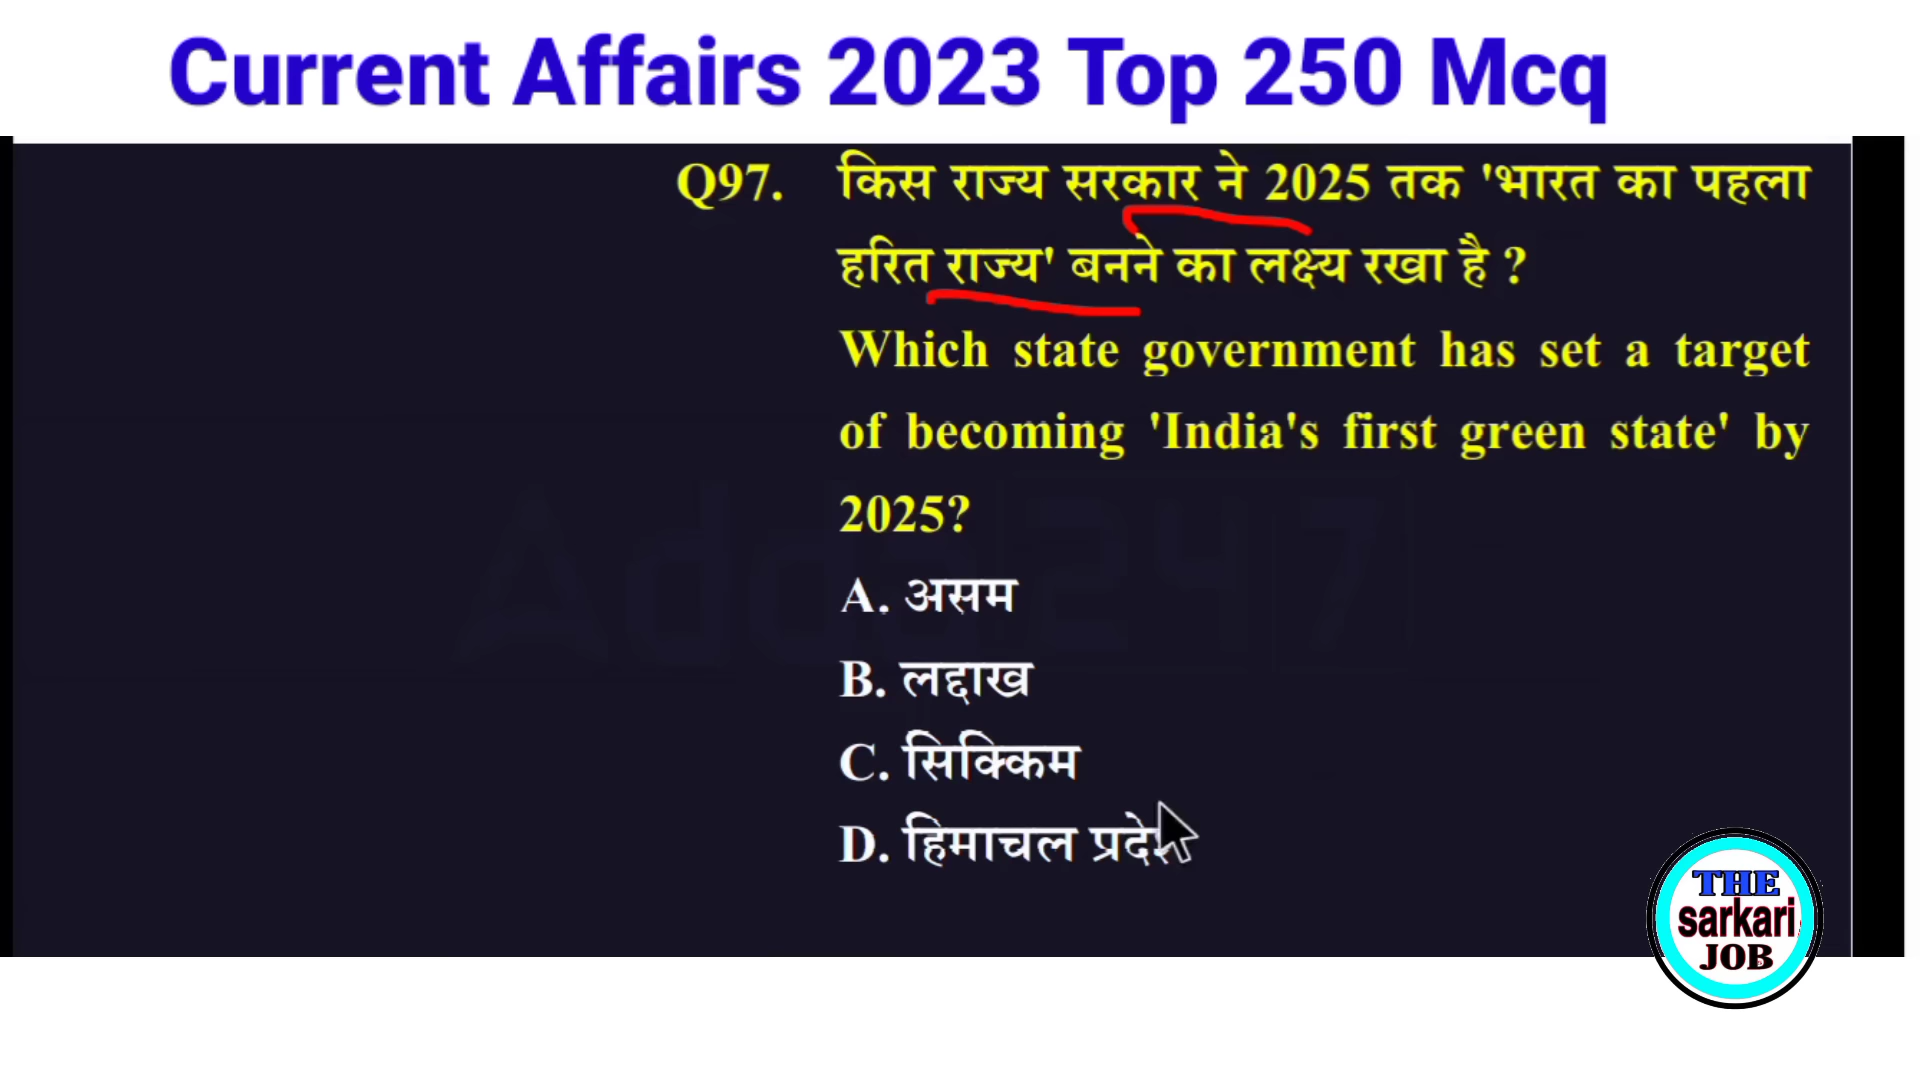 Current Affairs 2023 Top 250 Mcq
Q97. किस राज्य सरकार ने 2025 तक 'भारत का पहला
हरित राज्य' बनने का लक्ष्य रखा है ?
Which state government has set a target
of becoming 'India's first green state' by
2025?
A. असम
B. लद्दाख
C. सिक्किम
D. हिमाचल प्रदेश
THE
sarkari
JOB